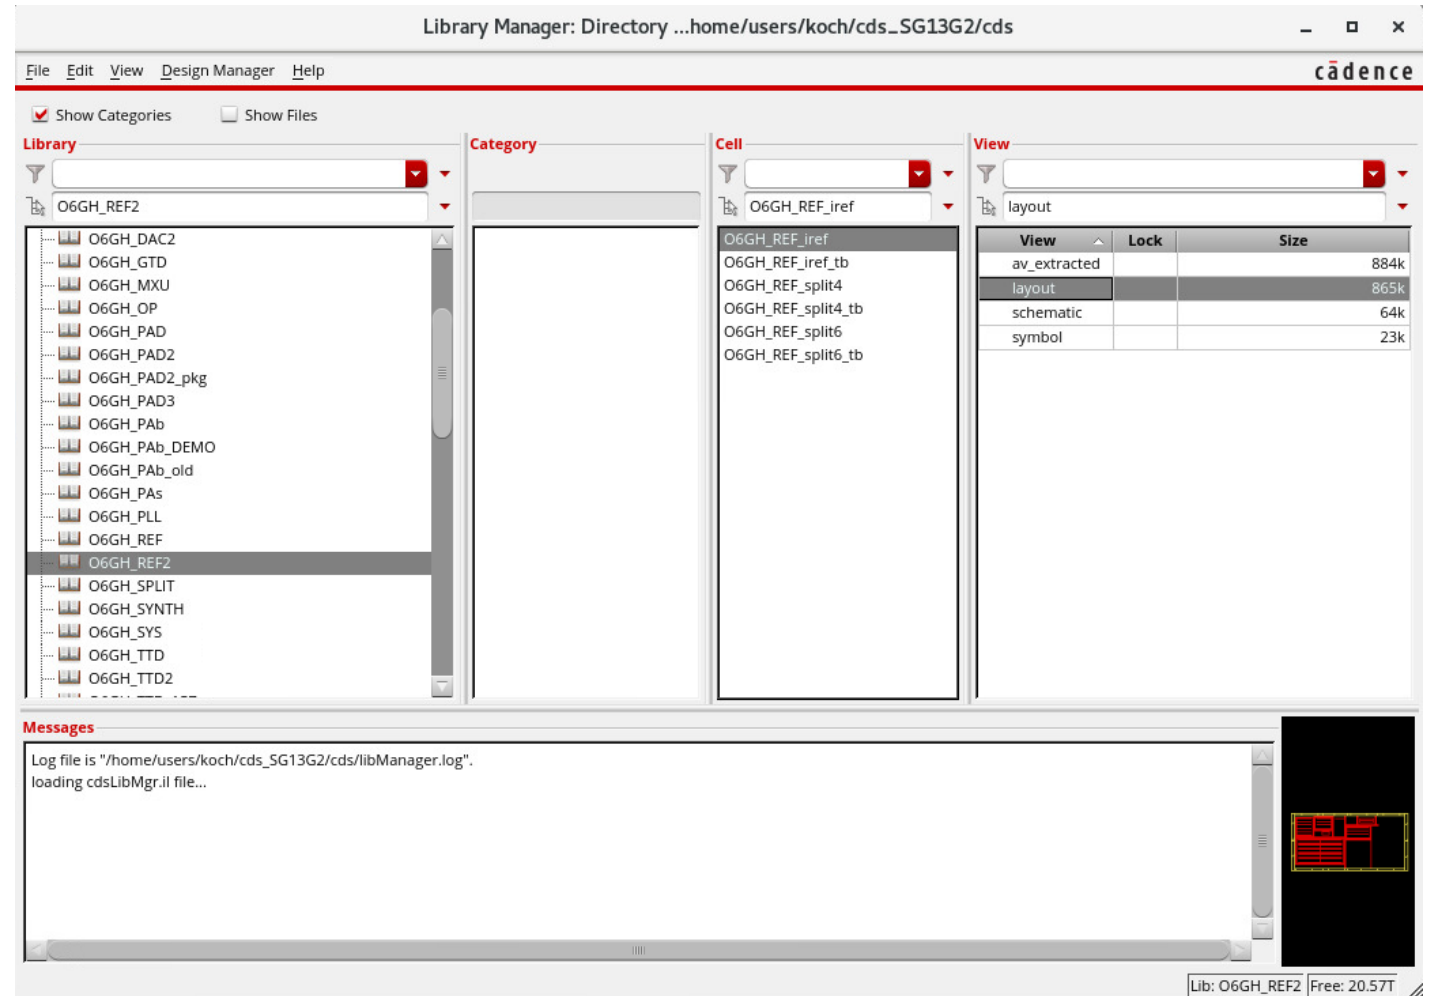 Library Manager: Directory ...home/users/koch/cds_SG13G2/cds
File Edit View Design Manager Help
cādence
Show Categories Show Files
Library
Category
Cell
View
O6GH_REF2
O6GH_REF_iref
layout
O6GH_DAC2
O6GH_GTD
O6GH_MXU
O6GH_OP
O6GH_PAD
O6GH_PAD2
O6GH_PAD2_pkg
O6GH_PAD3
O6GH_PAb
O6GH_PAb_DEMO
O6GH_PAb_old
O6GH_PAs
O6GH_PLL
O6GH_REF
O6GH_REF2
O6GH_SPLIT
O6GH_SYNTH
O6GH_SYS
O6GH_TTD
O6GH_TTD2
O6GH_REF_iref
O6GH_REF_iref_tb
O6GH_REF_split4
O6GH_REF_split4_tb
O6GH_REF_split6
O6GH_REF_split6_tb
View Lock Size
av_extracted 884k
layout 865k
schematic 64k
symbol 23k
Messages
Log file is "/home/users/koch/cds_SG13G2/cds/libManager.log".
loading cdsLibMgr.il file...
Lib: O6GH_REF2 Free: 20.57T